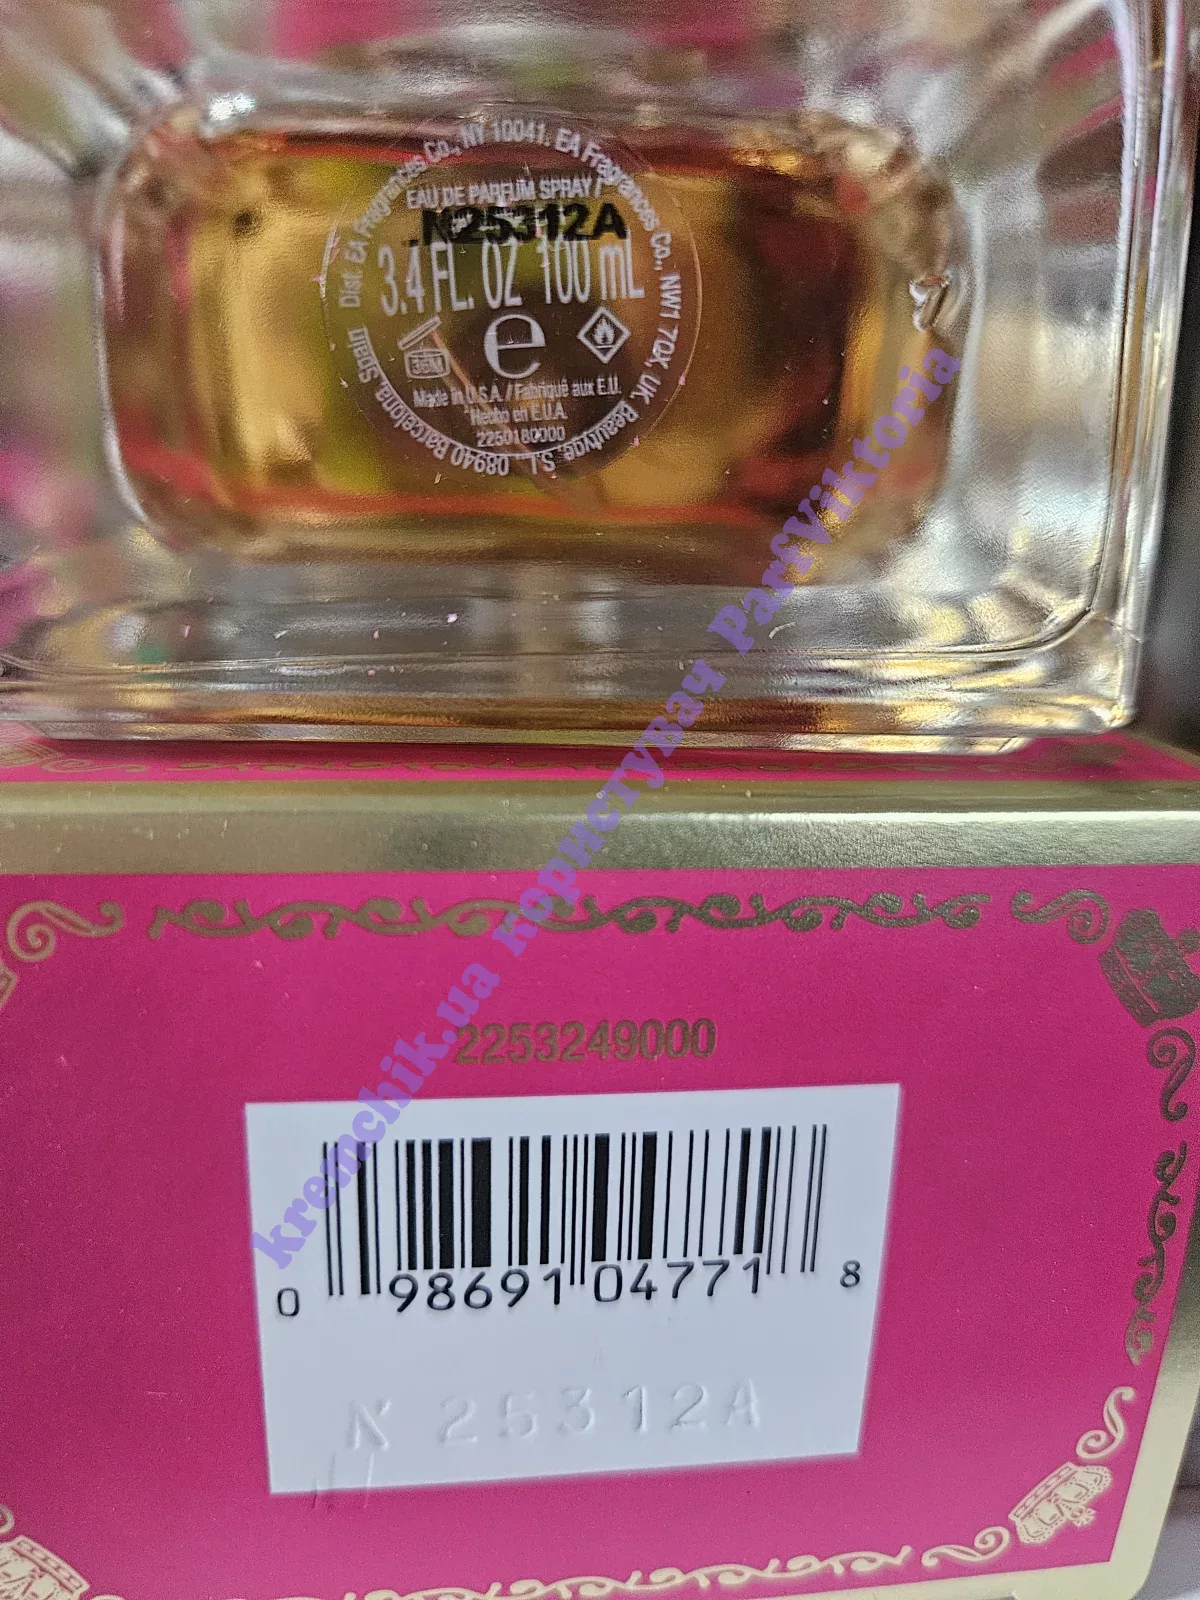 Dist. EA Fragrances Co., NY 10041. EA Fragrances Co., NW1 7QX, UK. Beautyge, S.L. 08940 Barcelona, Spain
EAU DE PARFUM SPRAY /
N25312A
3.4 FL. OZ 100 mL
e
36M
Made in U.S.A. / Fabriqué aux É.U.
Hecho en E.U.A.
2250180000
2253249000
0 98691 04771 8
N 25312A
kremchik.ua користуВач ParfViktoria